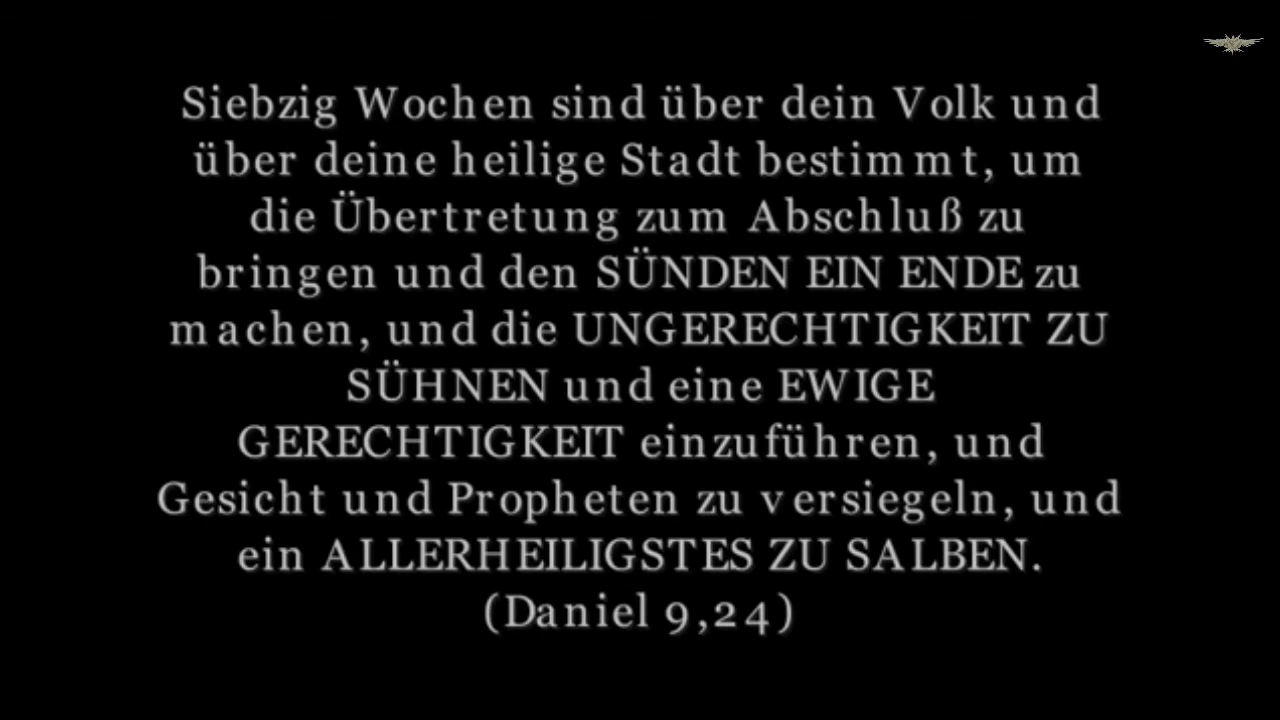 Siebzig Wochen sind über dein Volk und
über deine heilige Stadt bestimmt, um
die Übertretung zum Abschluß zu
bringen und den SÜNDEN EIN ENDE zu
machen, und die UNGERECHTIGKEIT ZU
SÜHNEN und eine EWIGE
GERECHTIGKEIT einzuführen, und
Gesicht und Propheten zu versiegeln, und
ein ALLERHEILIGSTES ZU SALBEN.
(Daniel 9,24)